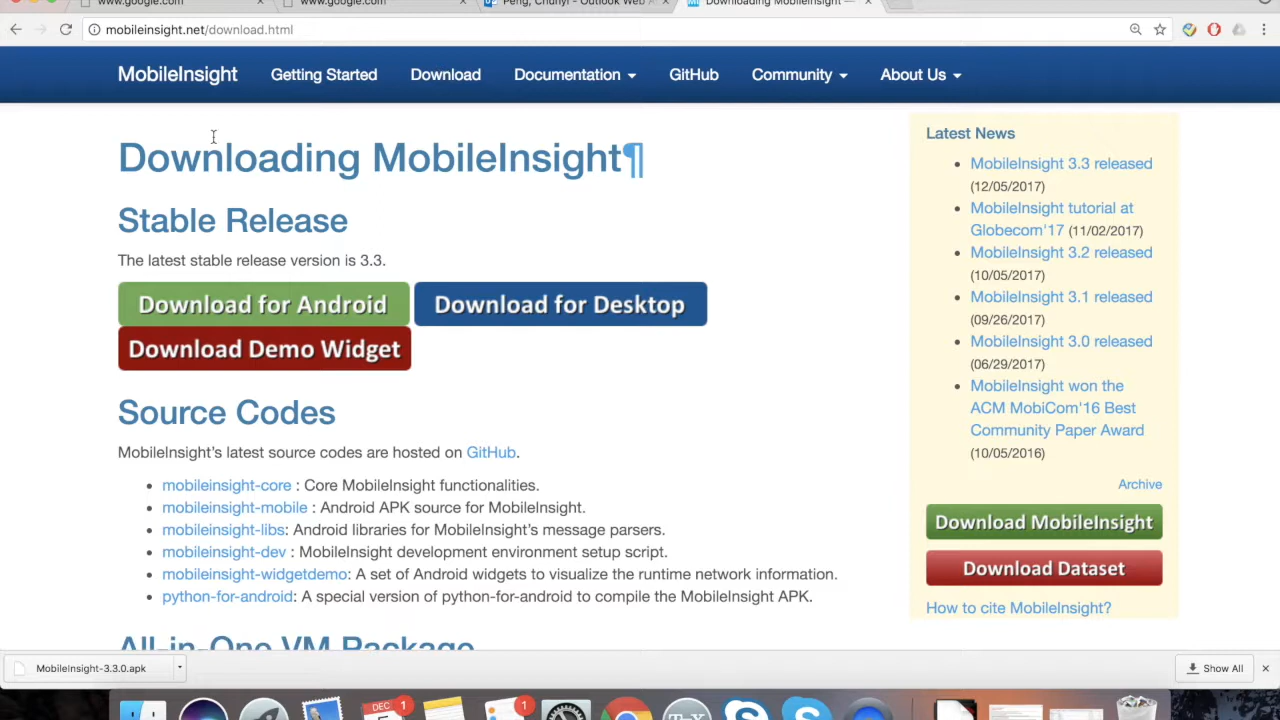 www.google.com
www.google.com
Peng, Chunyi - Outlook Web A
Downloading MobileInsight —
mobileinsight.net/download.html
MobileInsight Getting Started Download Documentation GitHub Community About Us
Downloading MobileInsight¶
Stable Release
The latest stable release version is 3.3.
Download for Android Download for Desktop
Download Demo Widget
Source Codes
MobileInsight's latest source codes are hosted on GitHub.
mobileinsight-core : Core MobileInsight functionalities.
mobileinsight-mobile : Android APK source for MobileInsight.
mobileinsight-libs: Android libraries for MobileInsight's message parsers.
mobileinsight-dev : MobileInsight development environment setup script.
mobileinsight-widgetdemo: A set of Android widgets to visualize the runtime network information.
python-for-android: A special version of python-for-android to compile the MobileInsight APK.
All-in-One VM Package
Latest News
MobileInsight 3.3 released
(12/05/2017)
MobileInsight tutorial at
Globecom'17 (11/02/2017)
MobileInsight 3.2 released
(10/05/2017)
MobileInsight 3.1 released
(09/26/2017)
MobileInsight 3.0 released
(06/29/2017)
MobileInsight won the
ACM MobiCom'16 Best
Community Paper Award
(10/05/2016)
Archive
Download MobileInsight
Download Dataset
How to cite MobileInsight?
MobileInsight-3.3.0.apk
Show All
DEC
1
1